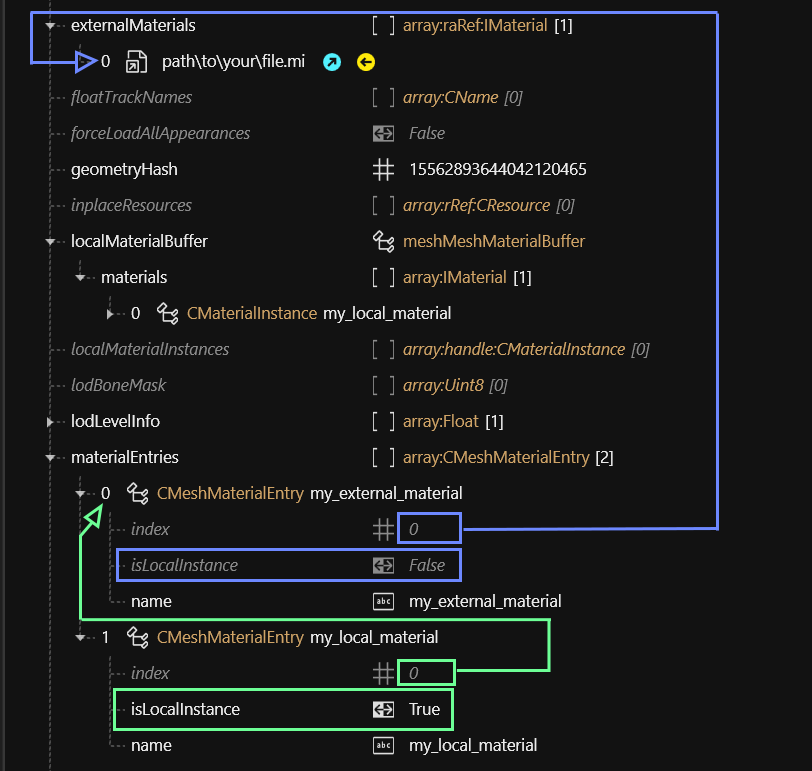 externalMaterials [ ] array:raRef:IMaterial [1]
0 path\to\your\file.mi
floatTrackNames [ ] array:CName [0]
forceLoadAllAppearances False
geometryHash 15562893644042120465
inplaceResources [ ] array:rRef:CResource [0]
localMaterialBuffer meshMeshMaterialBuffer
materials [ ] array:IMaterial [1]
0 CMaterialInstance my_local_material
localMaterialInstances [ ] array:handle:CMaterialInstance [0]
lodBoneMask [ ] array:Uint8 [0]
lodLevelInfo [ ] array:Float [1]
materialEntries [ ] array:CMeshMaterialEntry [2]
0 CMeshMaterialEntry my_external_material
index 0
isLocalInstance False
name abc my_external_material
1 CMeshMaterialEntry my_local_material
index 0
isLocalInstance True
name abc my_local_material